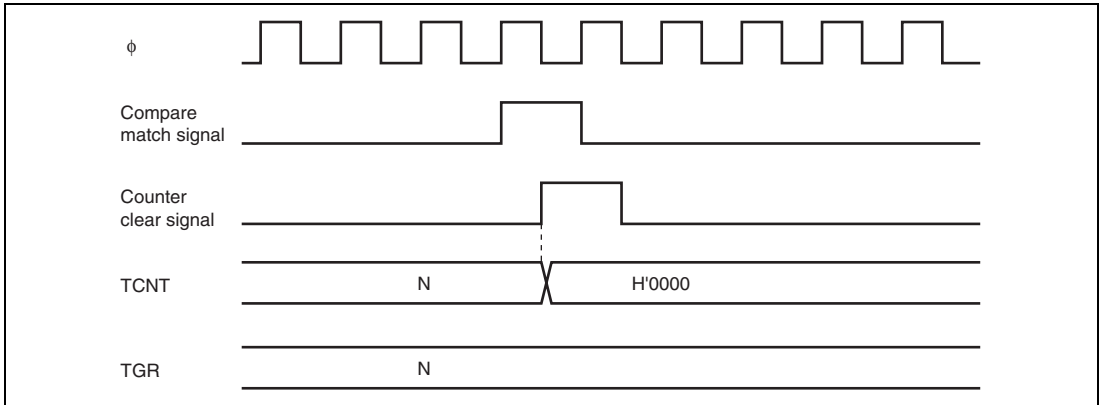 ϕ
Compare
match signal
Counter
clear signal
TCNT
N
H'0000
TGR
N